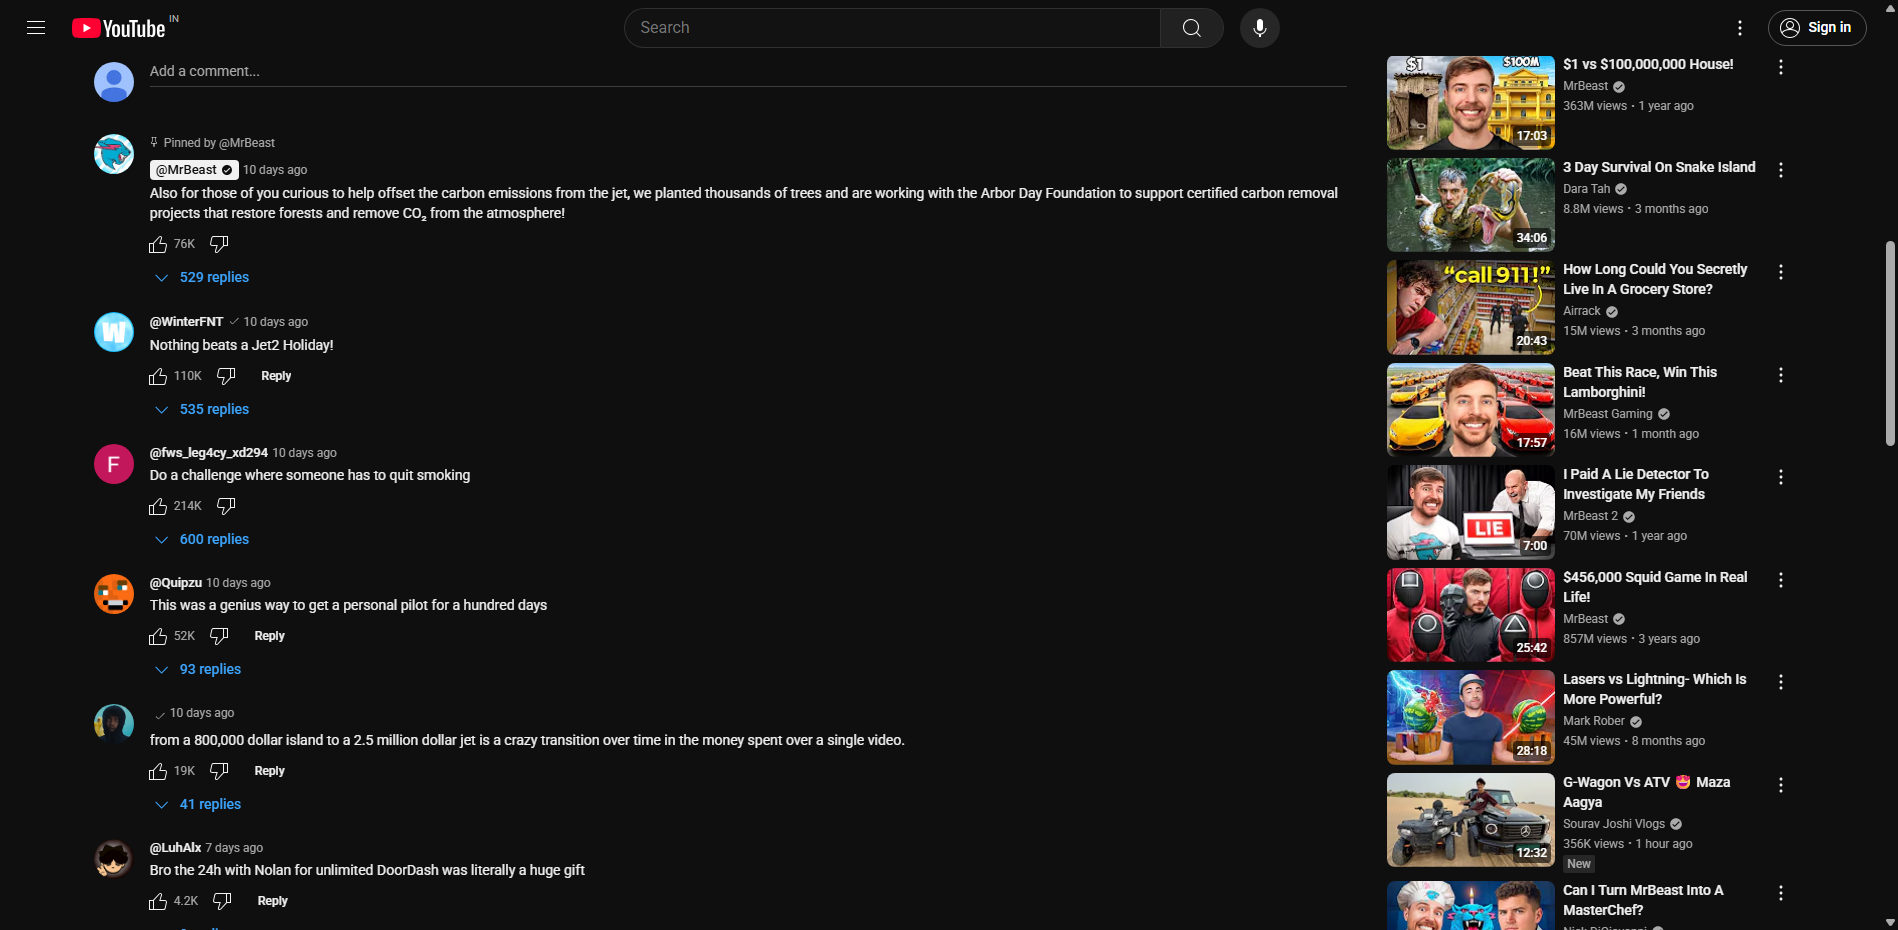 YouTube IN
Search
Sign in
Add a comment...
Pinned by @MrBeast
@MrBeast 10 days ago
Also for those of you curious to help offset the carbon emissions from the jet, we planted thousands of trees and are working with the Arbor Day Foundation to support certified carbon removal
projects that restore forests and remove CO₂ from the atmosphere!
76K
529 replies
@WinterFNT 10 days ago
Nothing beats a Jet2 Holiday!
110K Reply
535 replies
F
@fws_leg4cy_xd294 10 days ago
Do a challenge where someone has to quit smoking
214K
600 replies
@Quipzu 10 days ago
This was a genius way to get a personal pilot for a hundred days
52K Reply
93 replies
10 days ago
from a 800,000 dollar island to a 2.5 million dollar jet is a crazy transition over time in the money spent over a single video.
19K Reply
41 replies
@LuhAlx 7 days ago
Bro the 24h with Nolan for unlimited DoorDash was literally a huge gift
4.2K Reply
$1 $100M
17:03
$1 vs $100,000,000 House!
MrBeast
363M views • 1 year ago
34:06
3 Day Survival On Snake Island
Dara Tah
8.8M views • 3 months ago
“call 911!”
20:43
How Long Could You Secretly
Live In A Grocery Store?
Airrack
15M views • 3 months ago
17:57
Beat This Race, Win This
Lamborghini!
MrBeast Gaming
16M views • 1 month ago
LIE
7:00
I Paid A Lie Detector To
Investigate My Friends
MrBeast 2
70M views • 1 year ago
25:42
$456,000 Squid Game In Real
Life!
MrBeast
857M views • 3 years ago
28:18
Lasers vs Lightning- Which Is
More Powerful?
Mark Rober
45M views • 8 months ago
12:32
G-Wagon Vs ATV 🤩 Maza
Aagya
Sourav Joshi Vlogs
356K views • 1 hour ago
New
Can I Turn MrBeast Into A
MasterChef?